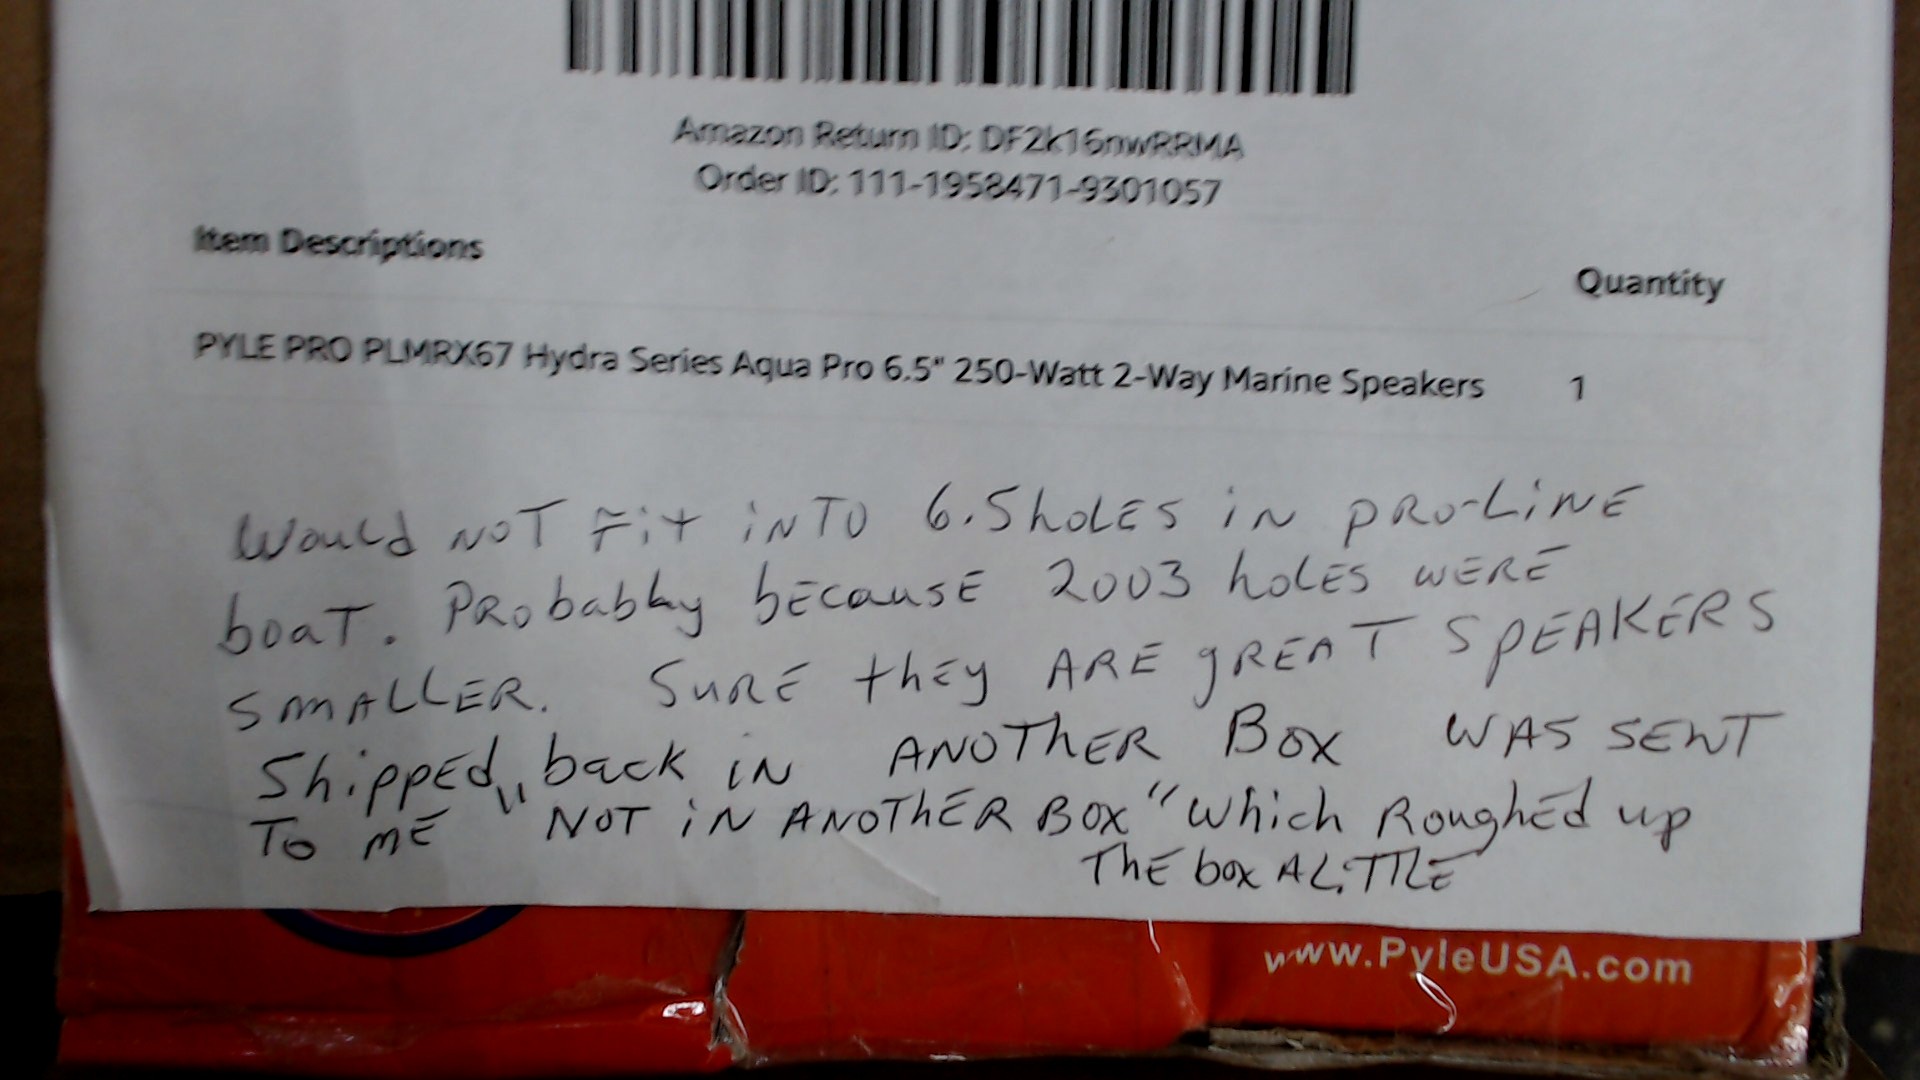 Amazon Return ID: DF2k16nwRRMA
Order ID: 111-1958471-9301057
Item Descriptions
Quantity
PYLE PRO PLMRX67 Hydra Series Aqua Pro 6.5" 250-Watt 2-Way Marine Speakers 1
Would NOT Fit iNTO 6.5 holES iN PRO-LiNE
boaT. PRobabky bEcausE 2003 holES WERE
SMALLER. SURE thEy ARE gREAT SPEAKERS
ShippEd back iN ANOThER Box WAS SENT
To ME "NOT iN ANOThER BOX" which RoughEd up
ThE box A LiTTlE
www.PyleUSA.com